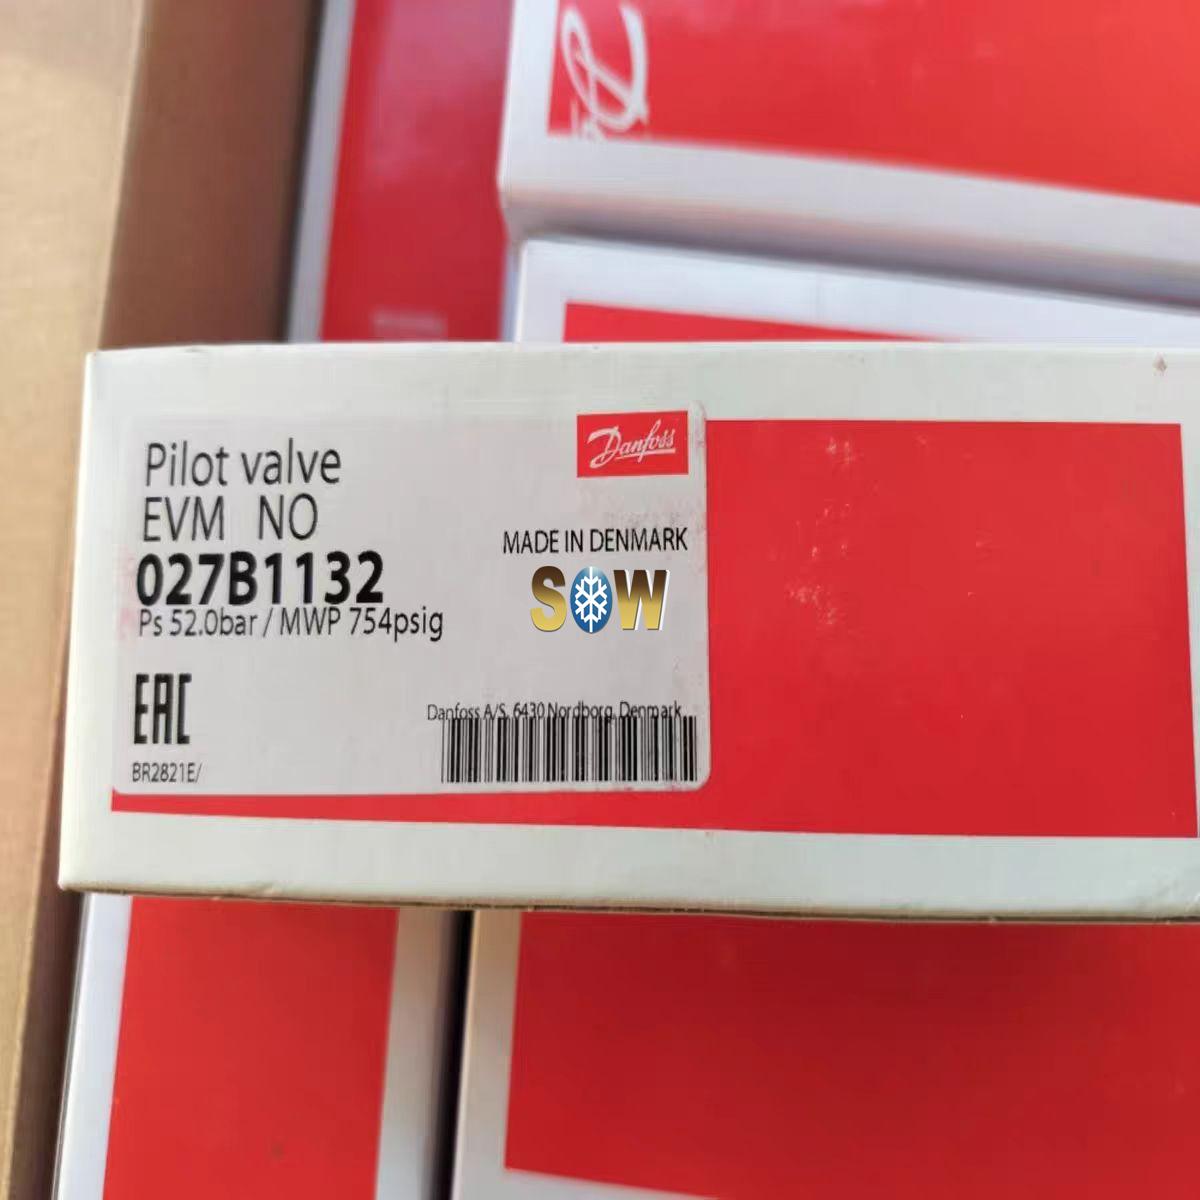 Pilot valve
EVM NO
027B1132
Ps 52.0bar / MWP 754psig
Danfoss
MADE IN DENMARK
SOW
EAC
Danfoss A/S, 6430 Nordborg, Denmark
BR2821E/